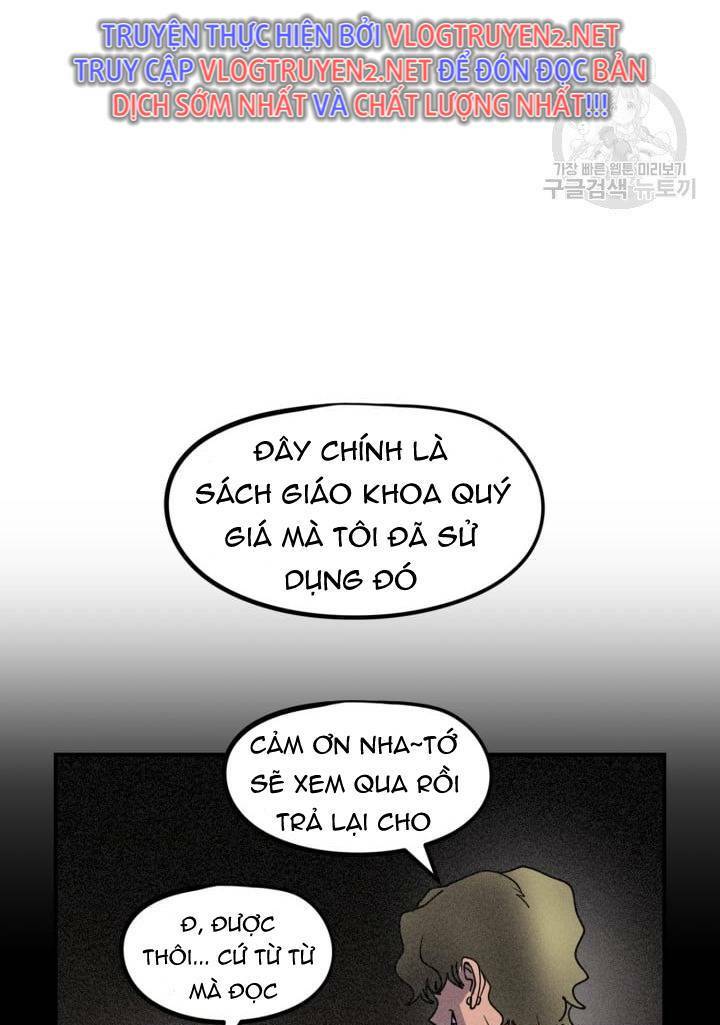 TRUYỆN THỰC HIỆN BỞI VLOGTRUYEN2.NET
TRUY CẬP VLOGTRUYEN2.NET ĐỂ ĐÓN ĐỌC BẢN
DỊCH SỚM NHẤT VÀ CHẤT LƯỢNG NHẤT!!!
가장 빠른 웹툰 미리보기
구글검색 뉴토끼
ĐÂY CHÍNH LÀ
SÁCH GIÁO KHOA QUÝ
GIÁ MÀ TÔI ĐÃ SỬ
DỤNG ĐÓ
CẢM ƠN NHA~TỚ
SẼ XEM QUA RỒI
TRẢ LẠI CHO
Đ, ĐƯỢC
THÔI... CỨ TỪ TỪ
MÀ ĐỌC